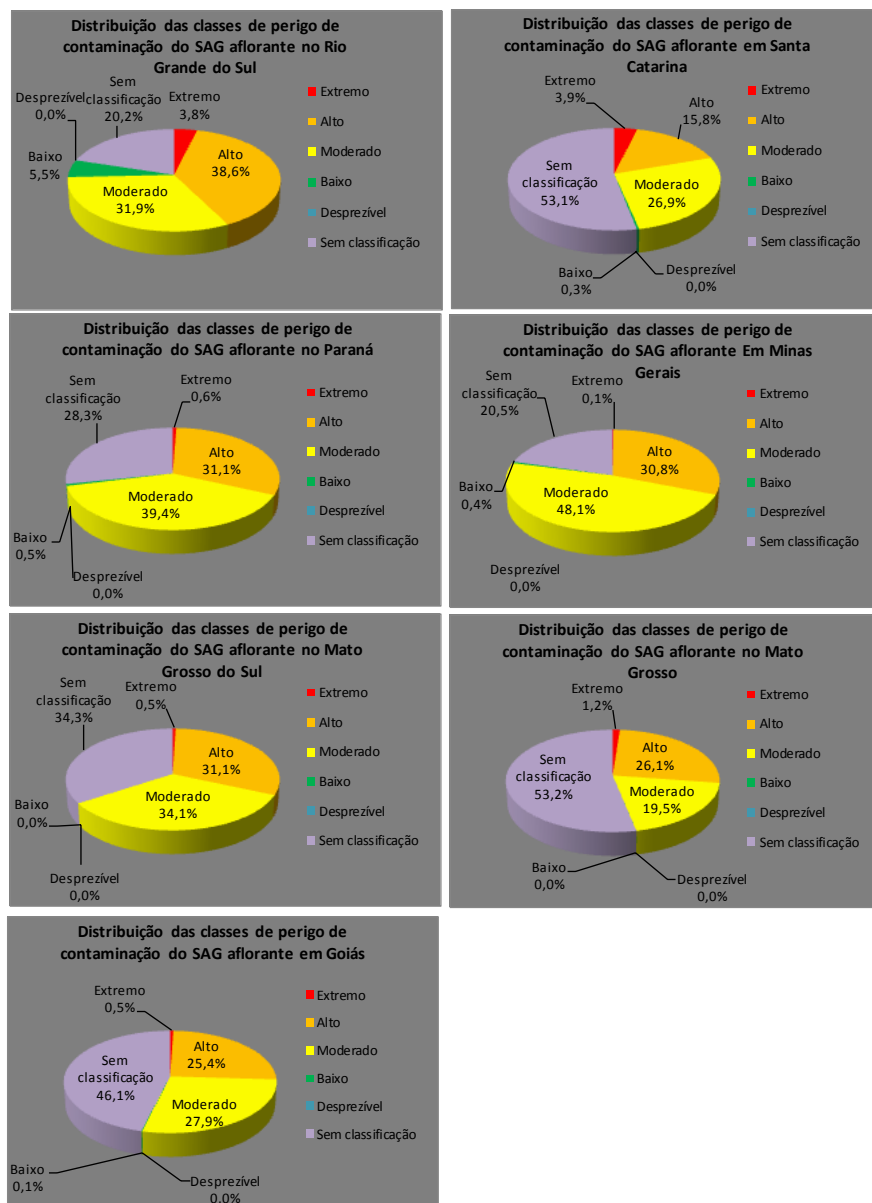 Distribuição das classes de perigo de
contaminação do SAG aflorante no Rio
Grande do Sul
Sem
classificação
20,2%
Extremo
3,8%
Desprezível
0,0%
Alto
38,6%
Baixo
5,5%
Moderado
31,9%
Extremo
Alto
Moderado
Baixo
Desprezível
Sem classificação
Distribuição das classes de perigo de
contaminação do SAG aflorante em Santa
Catarina
Extremo
3,9%
Alto
15,8%
Sem
classificação
53,1%
Moderado
26,9%
Baixo
0,3%
Desprezível
0,0%
Extremo
Alto
Moderado
Baixo
Desprezível
Sem classificação
Distribuição das classes de perigo de
contaminação do SAG aflorante no Paraná
Sem
classificação
28,3%
Extremo
0,6%
Alto
31,1%
Moderado
39,4%
Baixo
0,5%
Desprezível
0,0%
Extremo
Alto
Moderado
Baixo
Desprezível
Sem classificação
Distribuição das classes de perigo de
contaminação do SAG aflorante Em Minas
Gerais
Sem
classificação
20,5%
Extremo
0,1%
Alto
30,8%
Baixo
0,4%
Moderado
48,1%
Desprezível
0,0%
Extremo
Alto
Moderado
Baixo
Desprezível
Sem classificação
Distribuição das classes de perigo de
contaminação do SAG aflorante no Mato
Grosso do Sul
Sem
classificação
34,3%
Extremo
0,5%
Alto
31,1%
Moderado
34,1%
Baixo
0,0%
Desprezível
0,0%
Extremo
Alto
Moderado
Baixo
Desprezível
Sem classificação
Distribuição das classes de perigo de
contaminação do SAG aflorante no Mato
Grosso
Extremo
1,2%
Alto
26,1%
Sem
classificação
53,2%
Moderado
19,5%
Baixo
0,0%
Desprezível
0,0%
Extremo
Alto
Moderado
Baixo
Desprezível
Sem classificação
Distribuição das classes de perigo de
contaminação do SAG aflorante em Goiás
Extremo
0,5%
Alto
25,4%
Sem
classificação
46,1%
Moderado
27,9%
Baixo
0,1%
Desprezível
0,0%
Extremo
Alto
Moderado
Baixo
Desprezível
Sem classificação